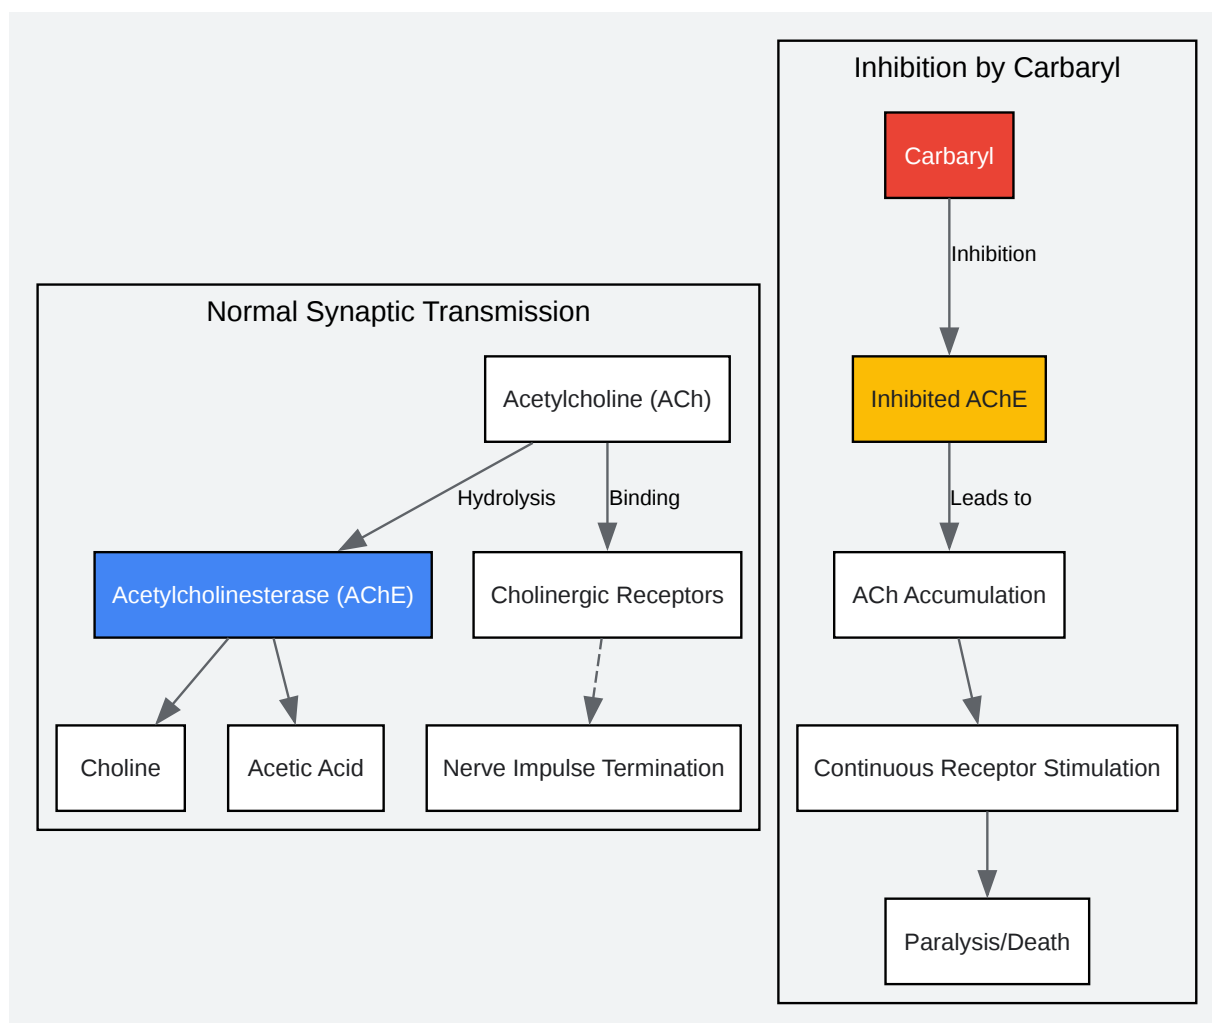 Normal Synaptic Transmission
Acetylcholine (ACh)
Hydrolysis
Binding
Acetylcholinesterase (AChE)
Cholinergic Receptors
Choline
Acetic Acid
Nerve Impulse Termination
Inhibition by Carbaryl
Carbaryl
Inhibition
Inhibited AChE
Leads to
ACh Accumulation
Continuous Receptor Stimulation
Paralysis/Death